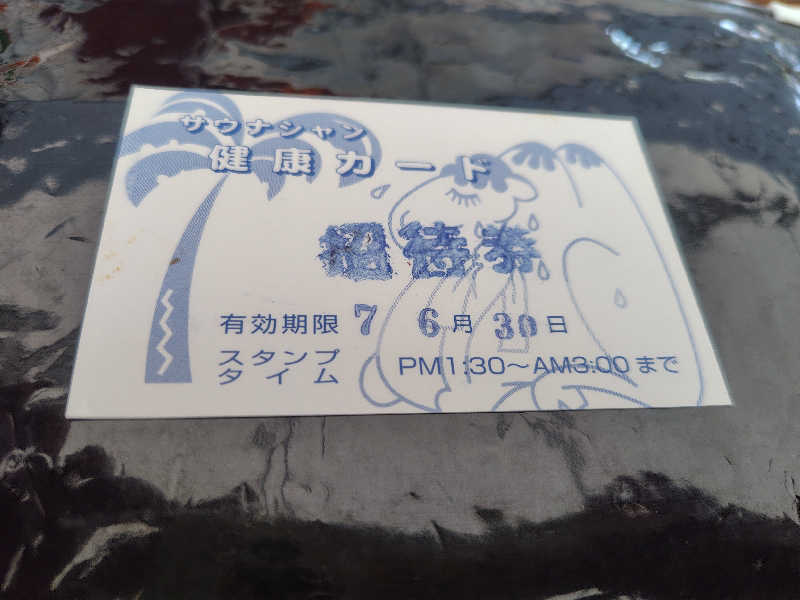 サウナシャン
健康カード
招待券
有効期限 7 6月30日
スタンプ
タイム PM1:30～AM3:00まで